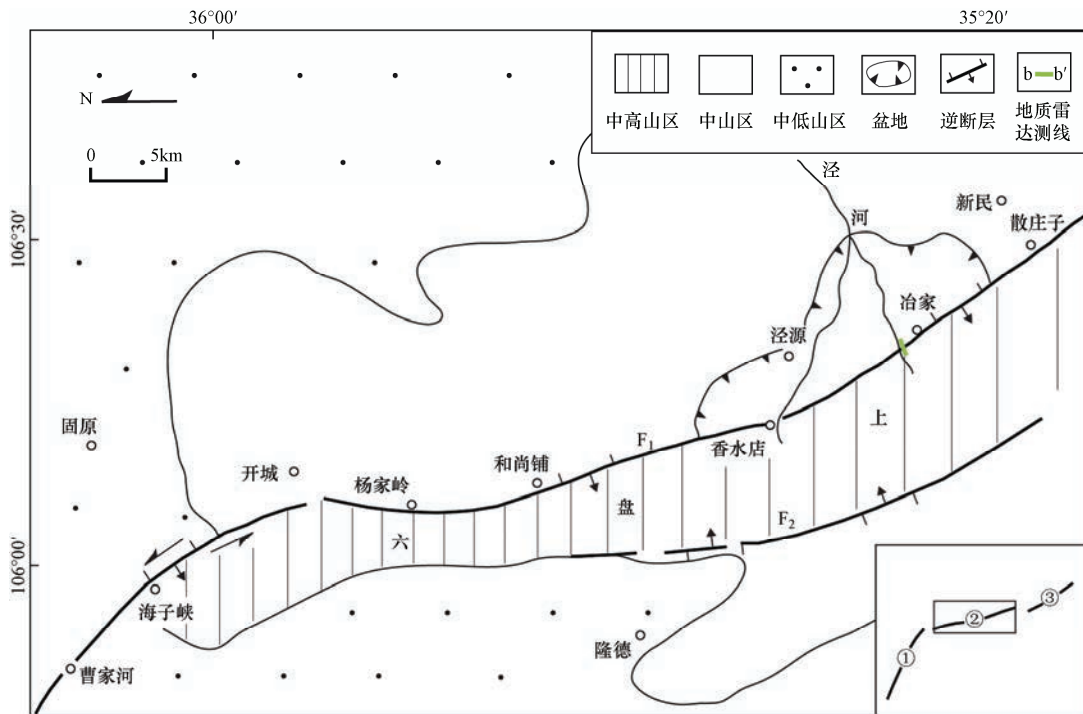 36°00′
35°20′
N
0
5km
b
b′
中高山区
中山区
中低山区
盆地
逆断层
地质雷
达测线
泾
河
新民
散庄子
106°30′
冶家
泾源
上
固原
F₁
香水店
开城
和尚铺
杨家岭
盘
F₂
六
106°00′
海子峡
隆德
曹家河
①
②
③